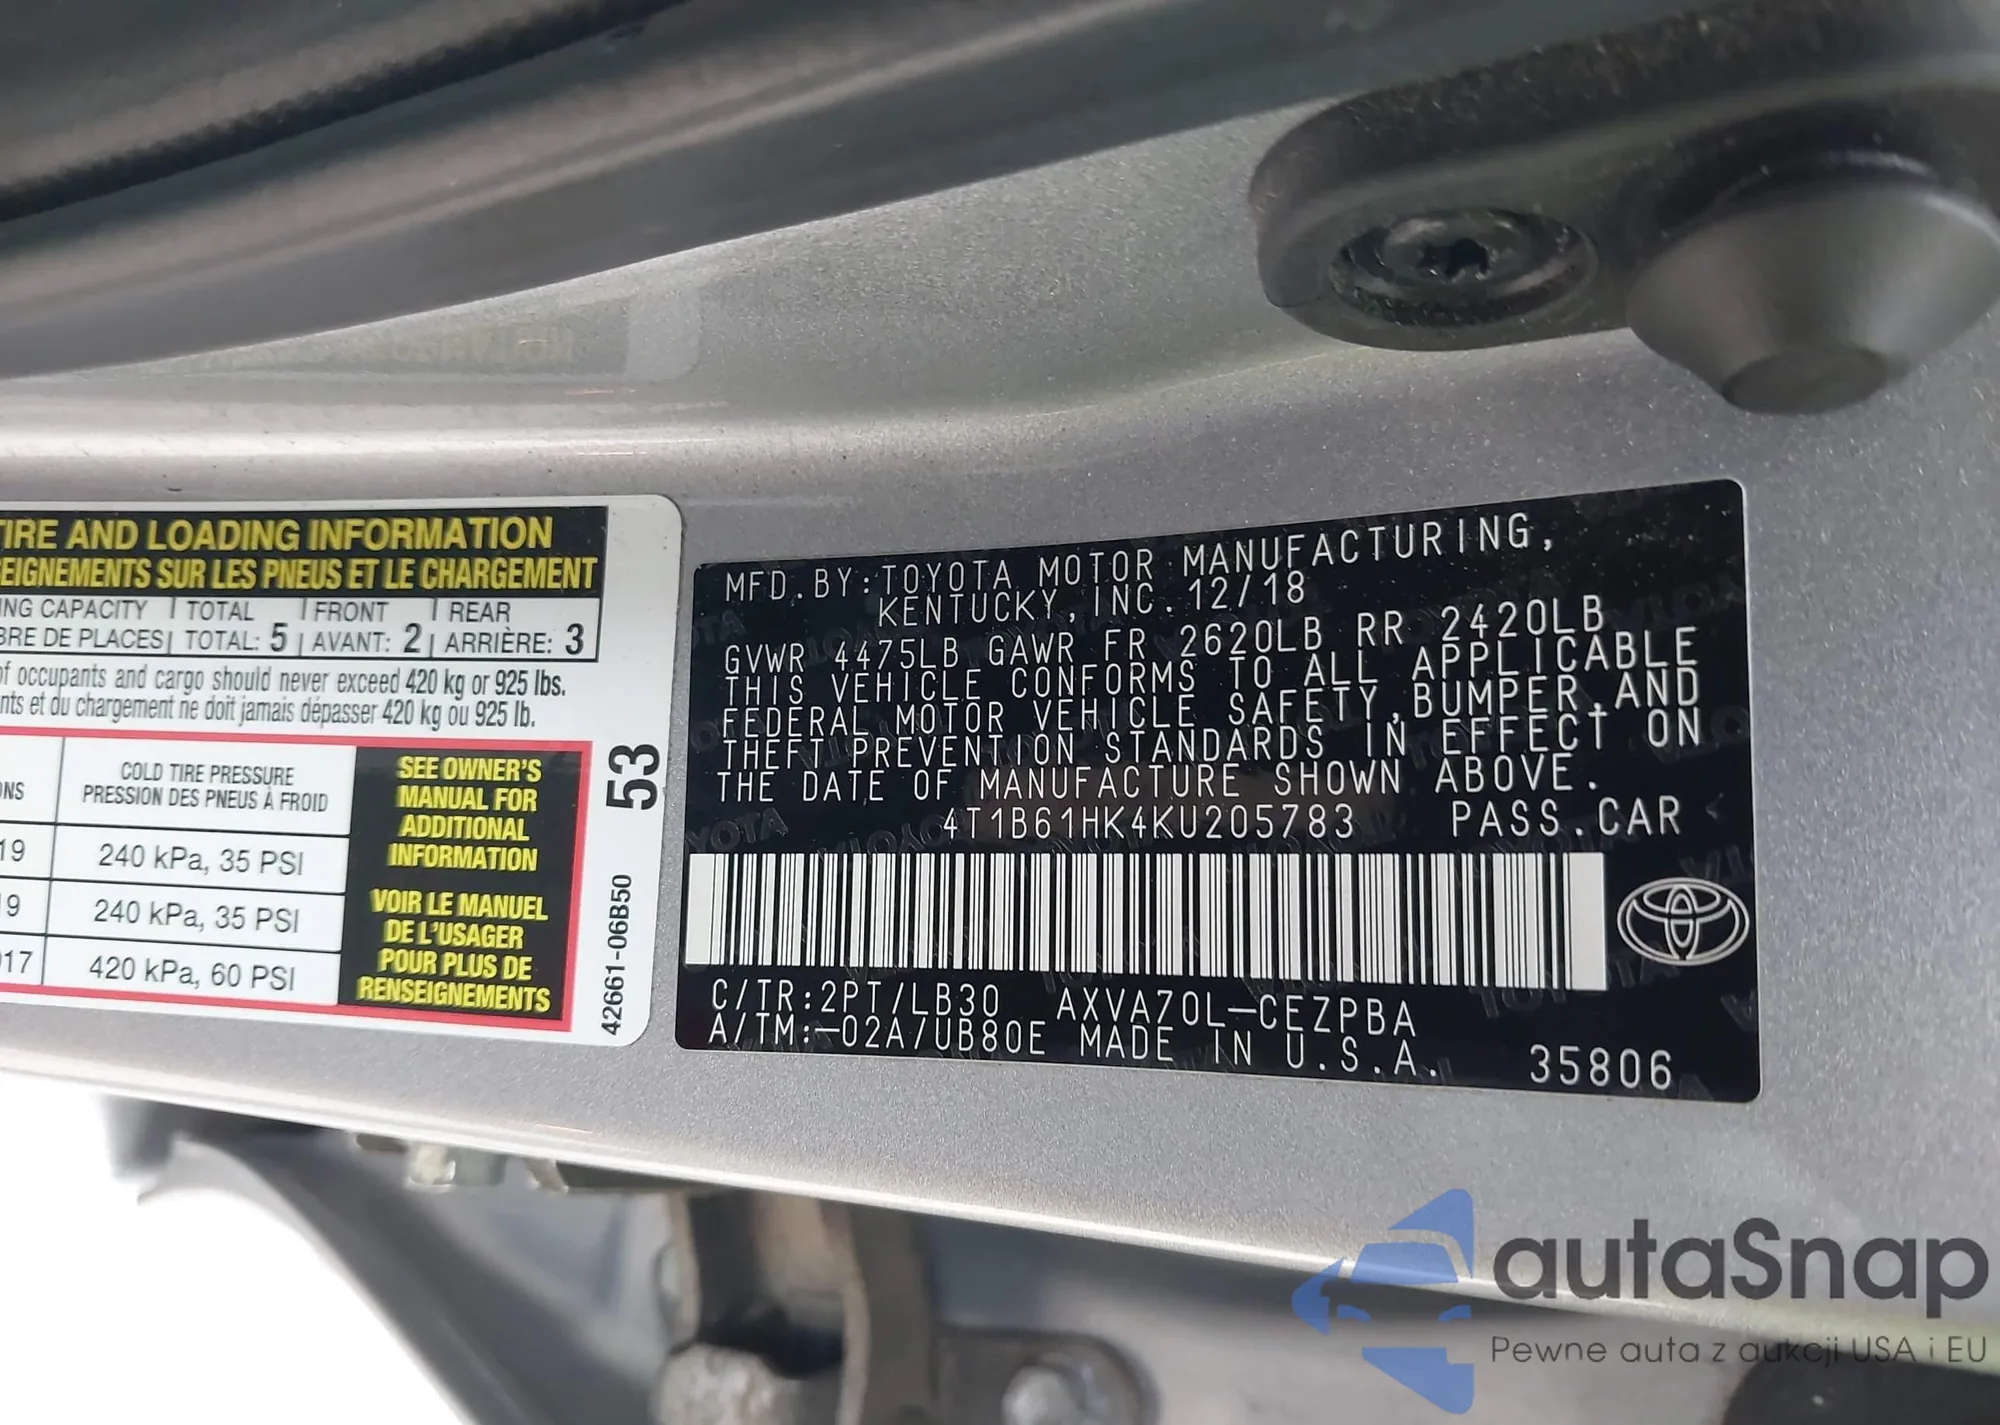 TIRE AND LOADING INFORMATION
SEIGNEMENTS SUR LES PNEUS ET LE CHARGEMENT
ING CAPACITY | TOTAL | FRONT | REAR
BRE DE PLACES | TOTAL: 5 | AVANT: 2 | ARRIÈRE: 3
of occupants and cargo should never exceed 420 kg or 925 lbs.
nts et du chargement ne doit jamais dépasser 420 kg ou 925 lb.
ONS
COLD TIRE PRESSURE
PRESSION DES PNEUS À FROID
19 240 kPa, 35 PSI
19 240 kPa, 35 PSI
017 420 kPa, 60 PSI
SEE OWNER'S
MANUAL FOR
ADDITIONAL
INFORMATION
VOIR LE MANUEL
DE L'USAGER
POUR PLUS DE
RENSEIGNEMENTS
53
42661-06B50
MFD.BY:TOYOTA MOTOR MANUFACTURING,
KENTUCKY, INC. 12/18
GVWR 4475LB GAWR FR 2620LB RR 2420LB
THIS VEHICLE CONFORMS TO ALL APPLICABLE
FEDERAL MOTOR VEHICLE SAFETY,BUMPER,AND
THEFT PREVENTION STANDARDS IN EFFECT ON
THE DATE OF MANUFACTURE SHOWN ABOVE.
4T1B61HK4KU205783 PASS.CAR
C/TR:2PT/LB30 AXVA70L-CEZPBA
A/TM:-02A/UB80E MADE IN U.S.A. 35806
autaSnap
Pewne auta z aukcji USA i EU